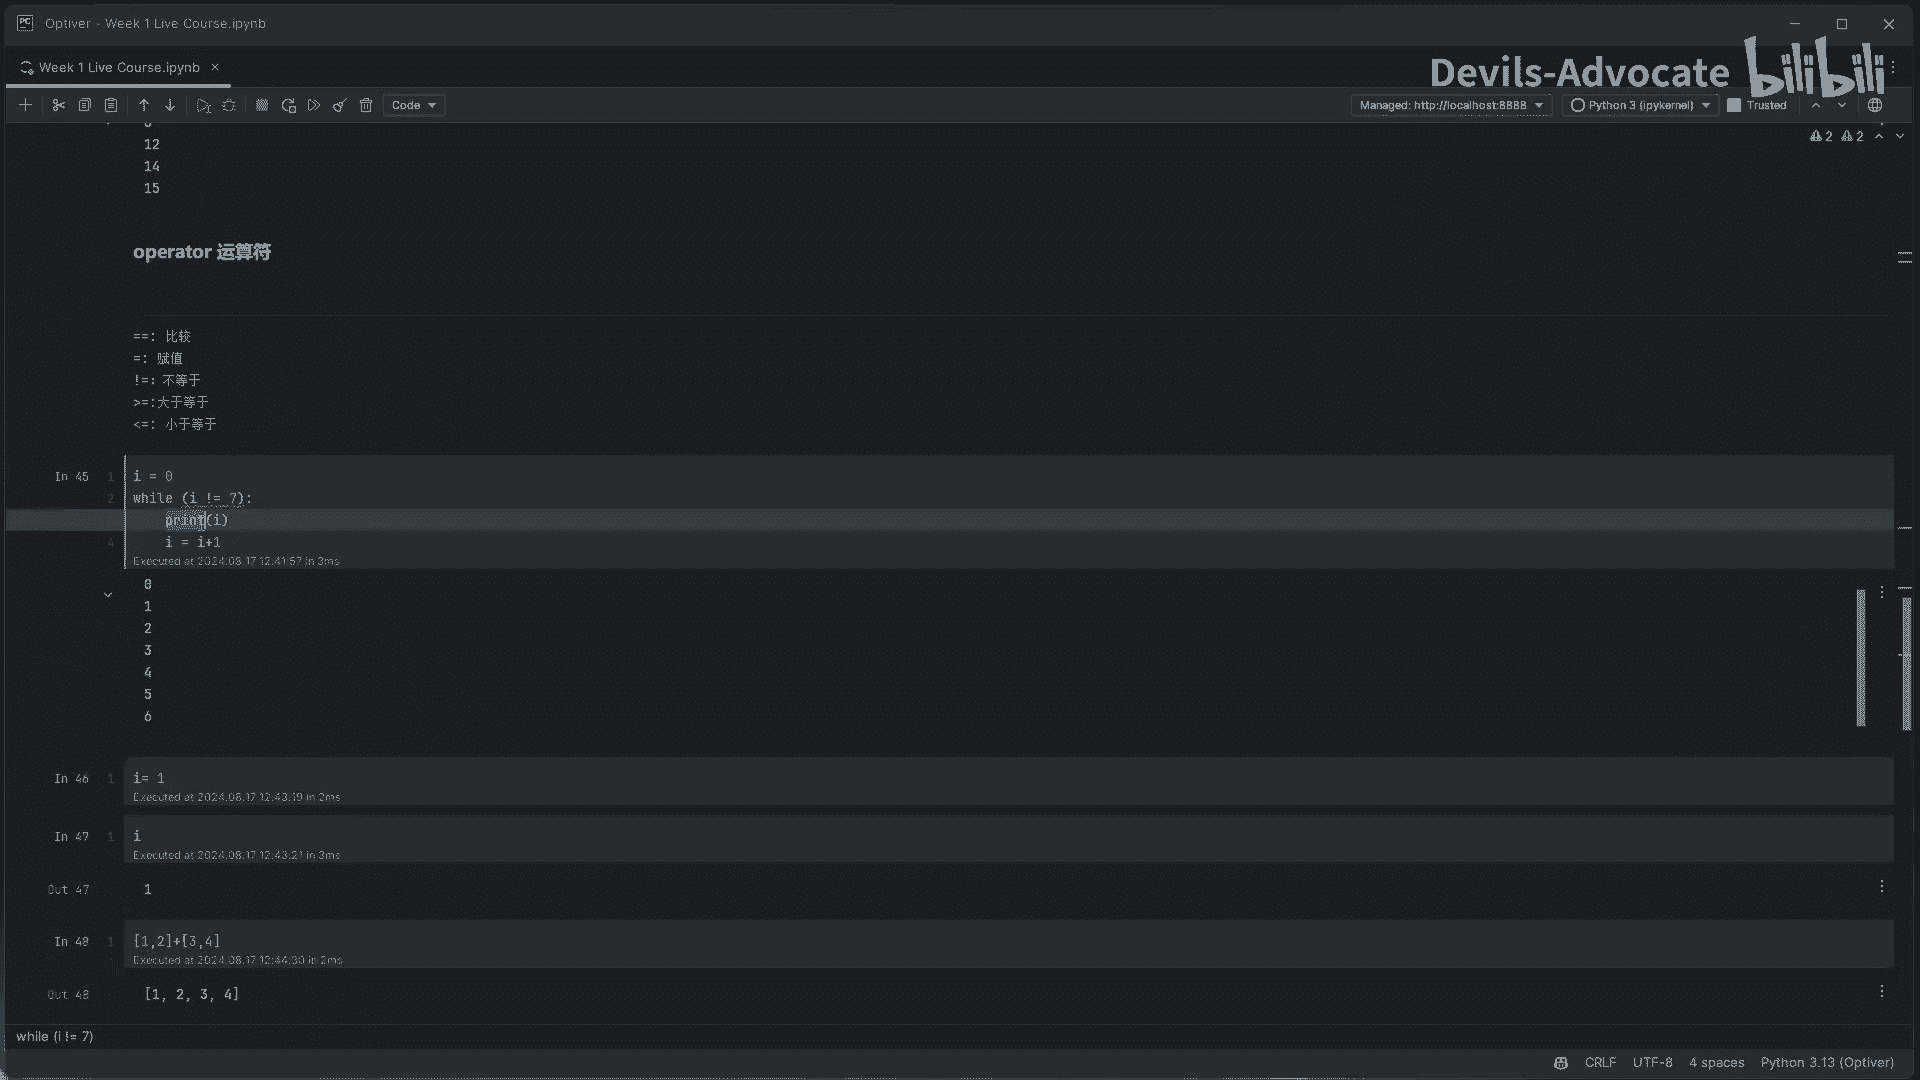 PC Optiver - Week 1 Live Course.ipynb
Week 1 Live Course.ipynb
Devils-Advocate bilibili
Code
Managed: http://localhost:8888
Python 3 (ipykernel)
Trusted
2 2
12
14
15
operator 运算符
==: 比较
=: 赋值
!=: 不等于
>=:大于等于
<=: 小于等于
In 45 1 i = 0
2 while (i != 7):
print(i)
4 i = i+1
Executed at 2024.08.17 12:41:57 in 3ms
0
1
2
3
4
5
6
In 46 1 i= 1
Executed at 2024.08.17 12:43:19 in 2ms
In 47 1 i
Executed at 2024.08.17 12:43:21 in 3ms
Out 47 1
In 48 1 [1,2]+[3,4]
Executed at 2024.08.17 12:44:30 in 2ms
Out 48 [1, 2, 3, 4]
while (i != 7)
CRLF UTF-8 4 spaces Python 3.13 (Optiver)